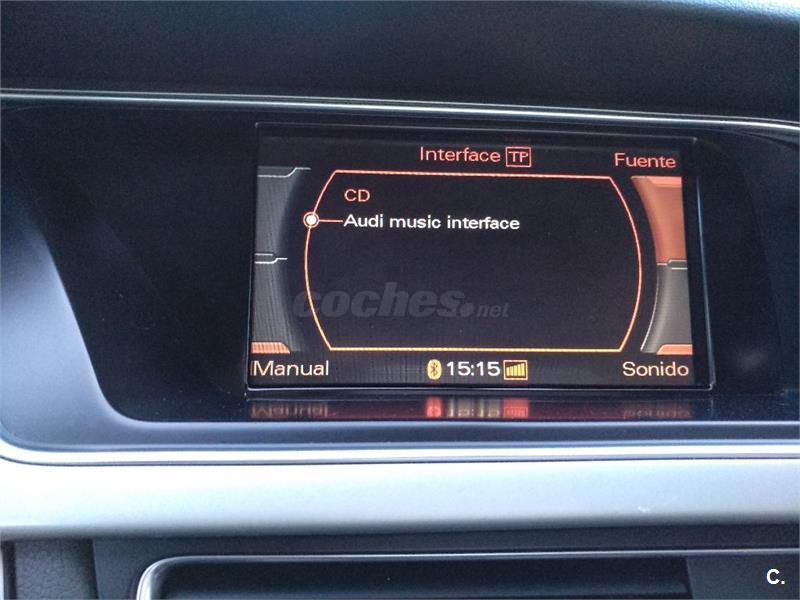 Interface TP
Fuente
CD
Audi music interface
coches.net
Manual
15:15
Sonido
C.